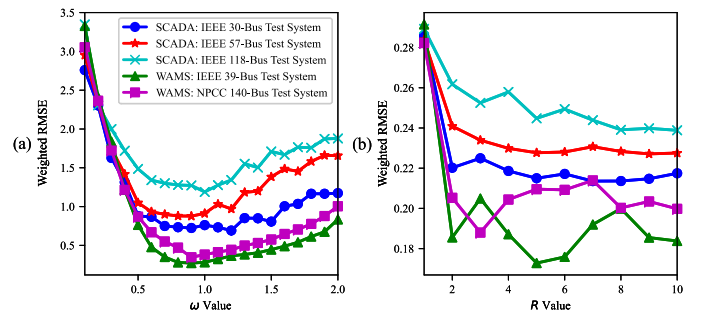 3.5
3.0
2.5
2.0
1.5
1.0
0.5
Weighted RMSE
(a)
SCADA: IEEE 30-Bus Test System
SCADA: IEEE 57-Bus Test System
SCADA: IEEE 118-Bus Test System
WAMS: IEEE 39-Bus Test System
WAMS: NPCC 140-Bus Test System
0.5 1.0 1.5 2.0
ω Value
0.28
0.26
0.24
0.22
0.20
0.18
Weighted RMSE
(b)
2 4 6 8 10
R Value